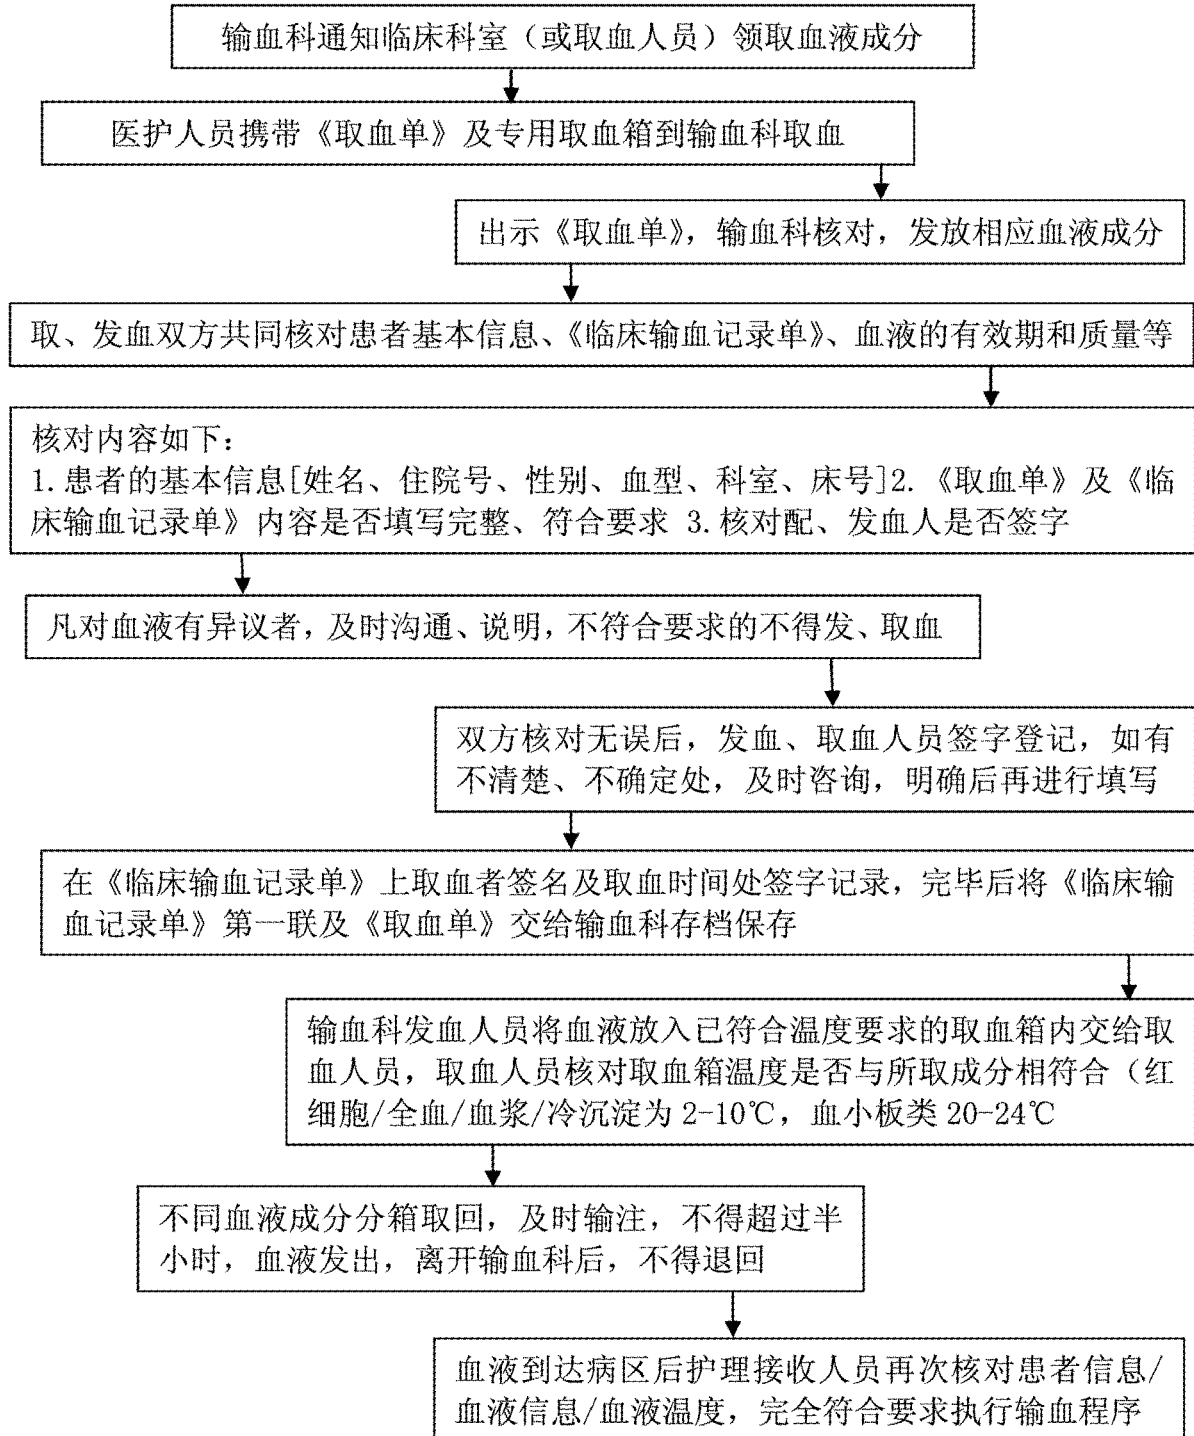 输血科通知临床科室（或取血人员）领取血液成分
医护人员携带《取血单》及专用取血箱到输血科取血
出示《取血单》，输血科核对，发放相应血液成分
取、发血双方共同核对患者基本信息、《临床输血记录单》、血液的有效期和质量等
核对内容如下：
1.患者的基本信息[姓名、住院号、性别、血型、科室、床号]2.《取血单》及《临
床输血记录单》内容是否填写完整、符合要求 3.核对配、发血人是否签字
凡对血液有异议者，及时沟通、说明，不符合要求的不得发、取血
双方核对无误后，发血、取血人员签字登记，如有
不清楚、不确定处，及时咨询，明确后再进行填写
在《临床输血记录单》上取血者签名及取血时间处签字记录，完毕后将《临床输
血记录单》第一联及《取血单》交给输血科存档保存
输血科发血人员将血液放入已符合温度要求的取血箱内交给取
血人员，取血人员核对取血箱温度是否与所取成分相符合（红
细胞/全血/血浆/冷沉淀为 2-10℃，血小板类 20-24℃
不同血液成分分箱取回，及时输注，不得超过半
小时，血液发出，离开输血科后，不得退回
血液到达病区后护理接收人员再次核对患者信息/
血液信息/血液温度，完全符合要求执行输血程序